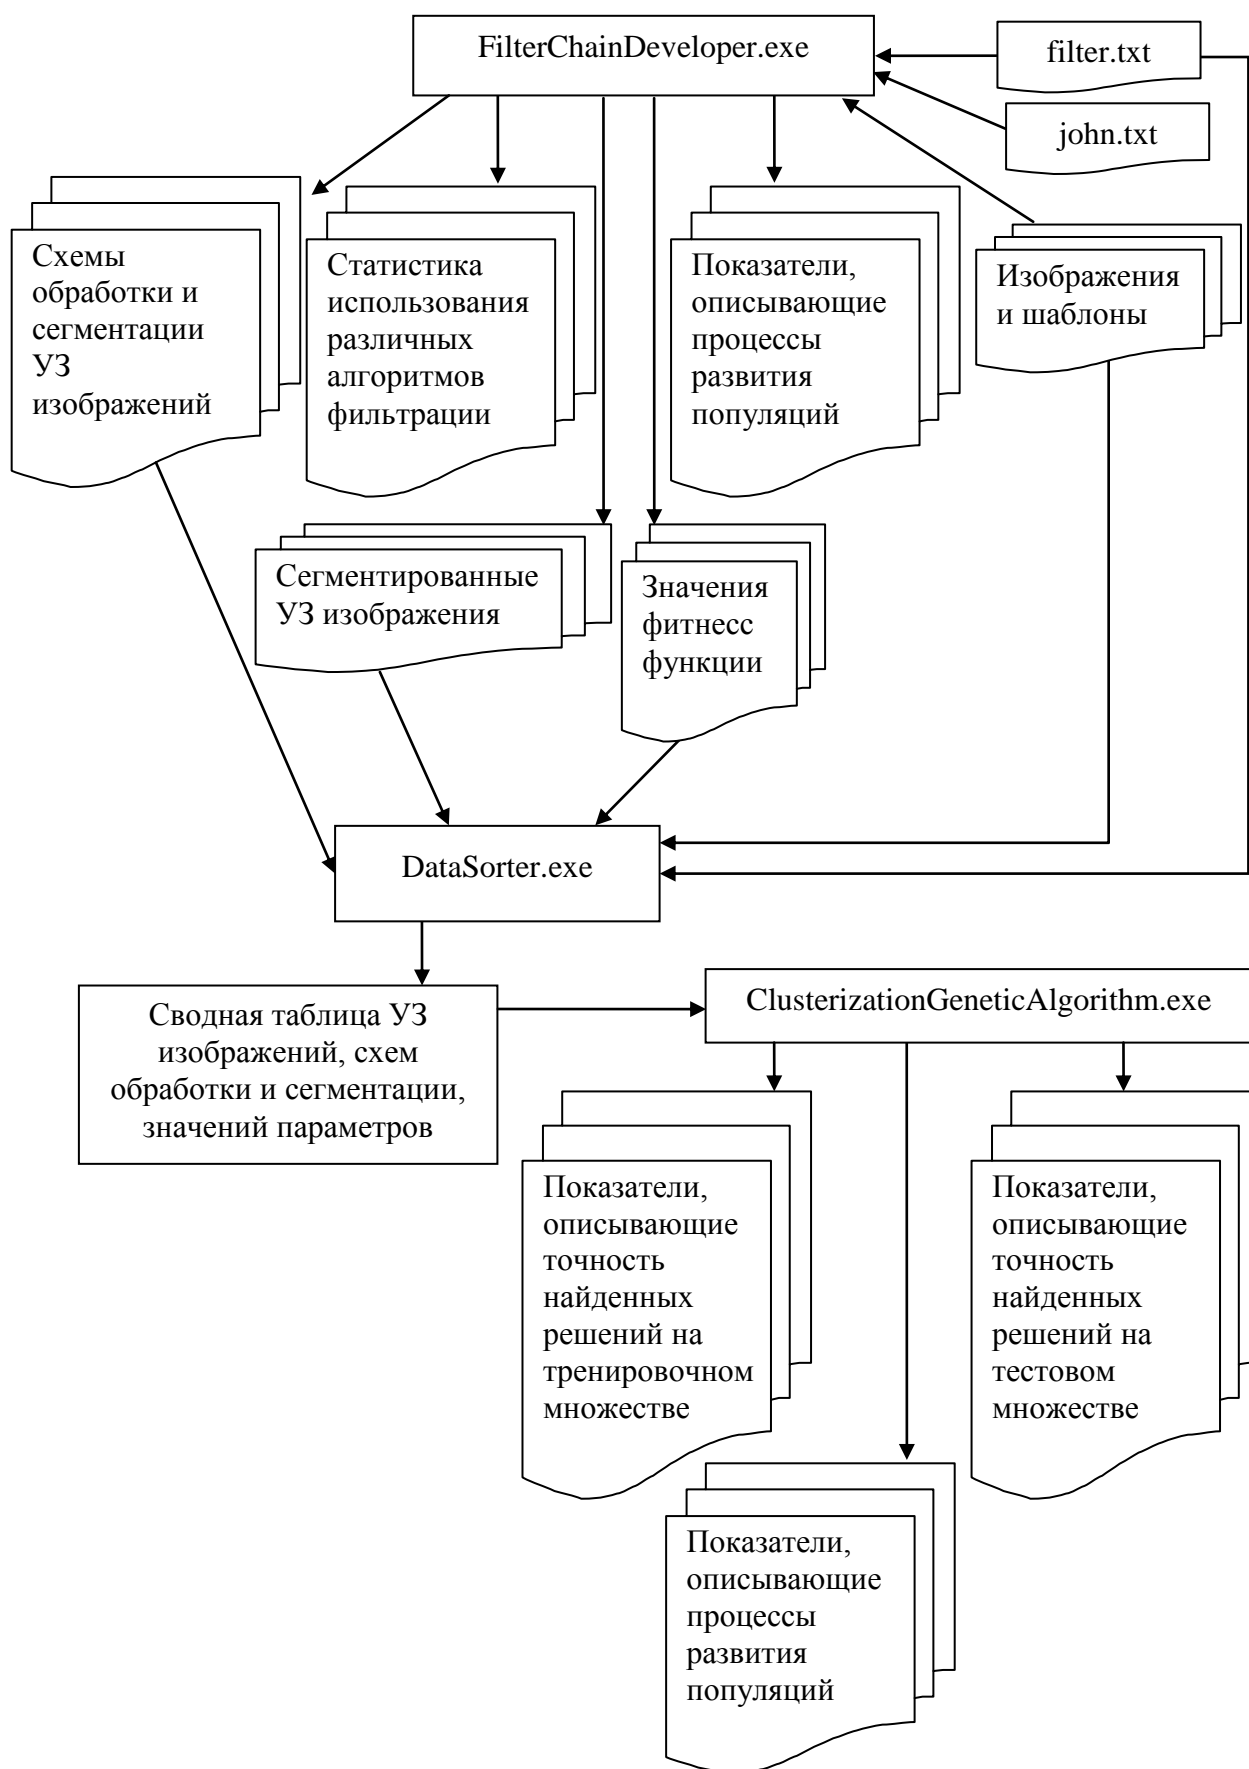 FilterChainDeveloper.exe
filter.txt
john.txt
Схемы
обработки и
сегментации
УЗ
изображений
Статистика
использования
различных
алгоритмов
фильтрации
Показатели,
описывающие
процессы
развития
популяций
Изображения
и шаблоны
Сегментированные
УЗ изображения
Значения
фитнесс
функции
DataSorter.exe
Сводная таблица УЗ
изображений, схем
обработки и сегментации,
значений параметров
ClusterizationGeneticAlgorithm.exe
Показатели,
описывающие
точность
найденных
решений на
тренировочном
множестве
Показатели,
описывающие
точность
найденных
решений на
тестовом
множестве
Показатели,
описывающие
процессы
развития
популяций